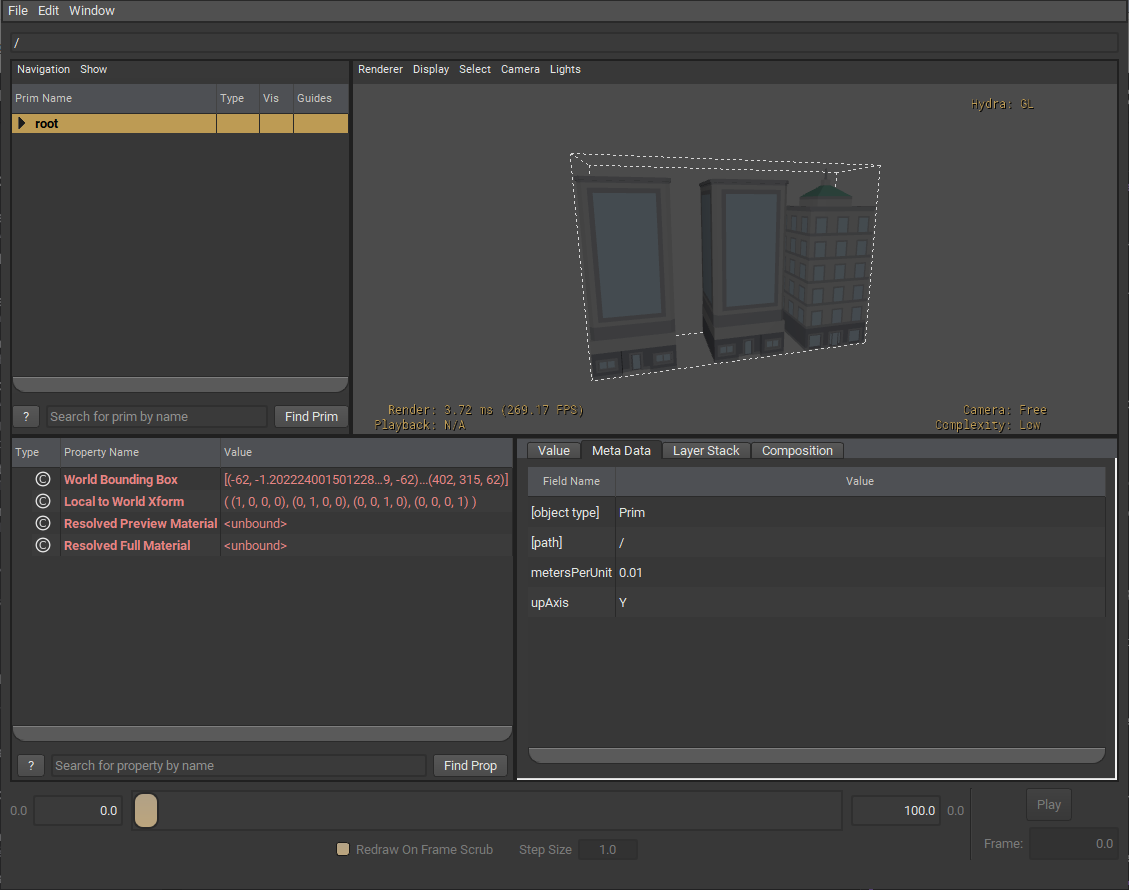 File Edit Window
/
Navigation Show
Renderer Display Select Camera Lights
Prim Name Type Vis Guides
root
Hydra: GL
Render: 3.72 ms (269.17 FPS)
Playback: N/A
Camera: Free
Complexity: Low
? Search for prim by name Find Prim
Type Property Name Value
© World Bounding Box [(-62, -1.202224001501228...9, -62)...(402, 315, 62)]
© Local to World Xform ( (1, 0, 0, 0), (0, 1, 0, 0), (0, 0, 1, 0), (0, 0, 0, 1) )
© Resolved Preview Material <unbound>
© Resolved Full Material <unbound>
? Search for property by name Find Prop
Value Meta Data Layer Stack Composition
Field Name Value
[object type] Prim
[path] /
metersPerUnit 0.01
upAxis Y
0.0 0.0 100.0 0.0 Play
Redraw On Frame Scrub Step Size 1.0 Frame: 0.0